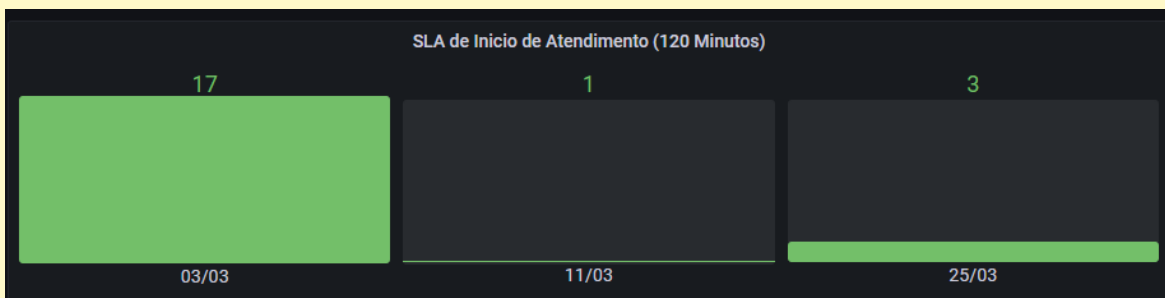 SLA de Inicio de Atendimento (120 Minutos)
17 1 3
03/03 11/03 25/03